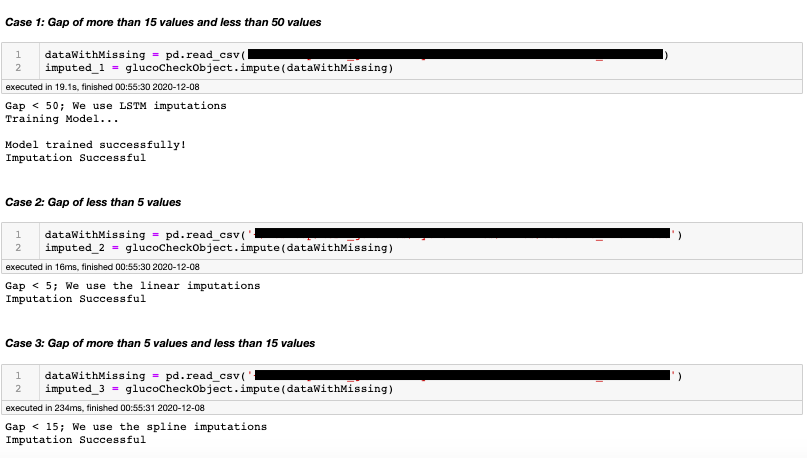 Case 1: Gap of more than 15 values and less than 50 values
1 dataWithMissing = pd.read_csv( )
2 imputed_1 = glucoCheckObject.impute(dataWithMissing)
executed in 19.1s, finished 00:55:30 2020-12-08
Gap < 50; We use LSTM imputations
Training Model...
Model trained successfully!
Imputation Successful
Case 2: Gap of less than 5 values
1 dataWithMissing = pd.read_csv(' ')
2 imputed_2 = glucoCheckObject.impute(dataWithMissing)
executed in 16ms, finished 00:55:30 2020-12-08
Gap < 5; We use the linear imputations
Imputation Successful
Case 3: Gap of more than 5 values and less than 15 values
1 dataWithMissing = pd.read_csv(' ')
2 imputed_3 = glucoCheckObject.impute(dataWithMissing)
executed in 234ms, finished 00:55:31 2020-12-08
Gap < 15; We use the spline imputations
Imputation Successful